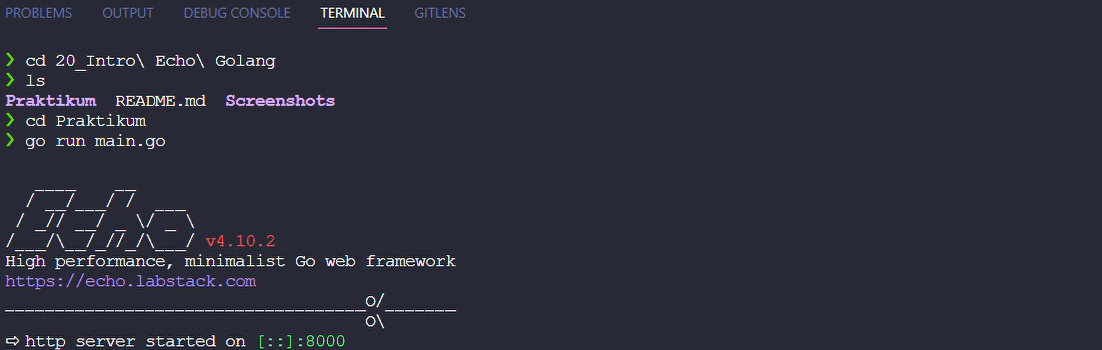 PROBLEMS OUTPUT DEBUG CONSOLE TERMINAL GITLENS
❯ cd 20_Intro\ Echo\ Golang
❯ ls
Praktikum  README.md  Screenshots
❯ cd Praktikum
❯ go run main.go
   ____    __
  / __/___/ /  ___
 / _// __/ _ \/ _ \
/___/\__/_//_/\___/ v4.10.2
High performance, minimalist Go web framework
https://echo.labstack.com
____________________________________O/_______
                                    O\
⇨ http server started on [::]:8000